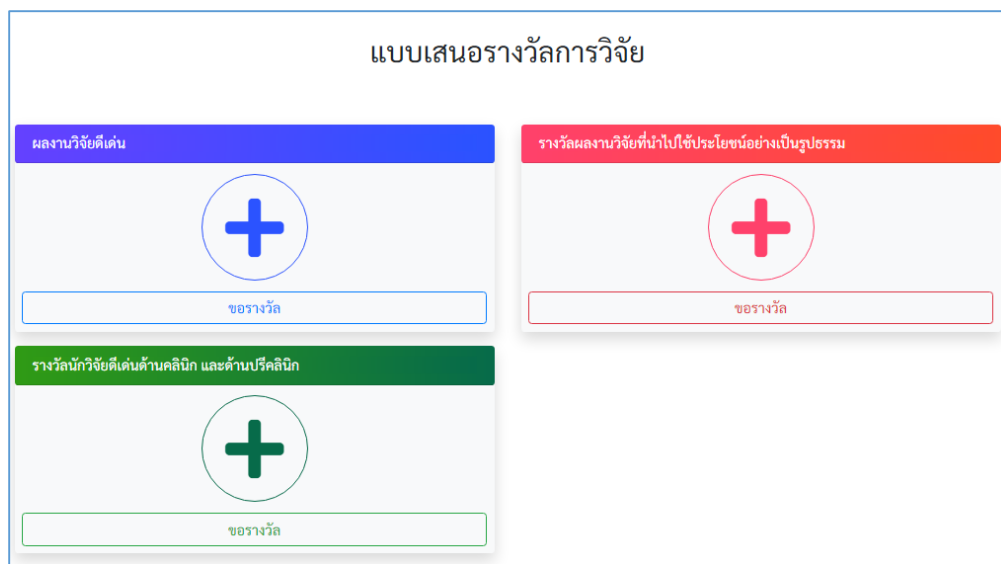 แบบเสนอรางวัลการวิจัย
ผลงานวิจัยดีเด่น
ขอรางวัล
รางวัลผลงานวิจัยที่นำไปใช้ประโยชน์อย่างเป็นรูปธรรม
ขอรางวัล
รางวัลนักวิจัยดีเด่นด้านคลินิก และด้านปรีคลินิก
ขอรางวัล